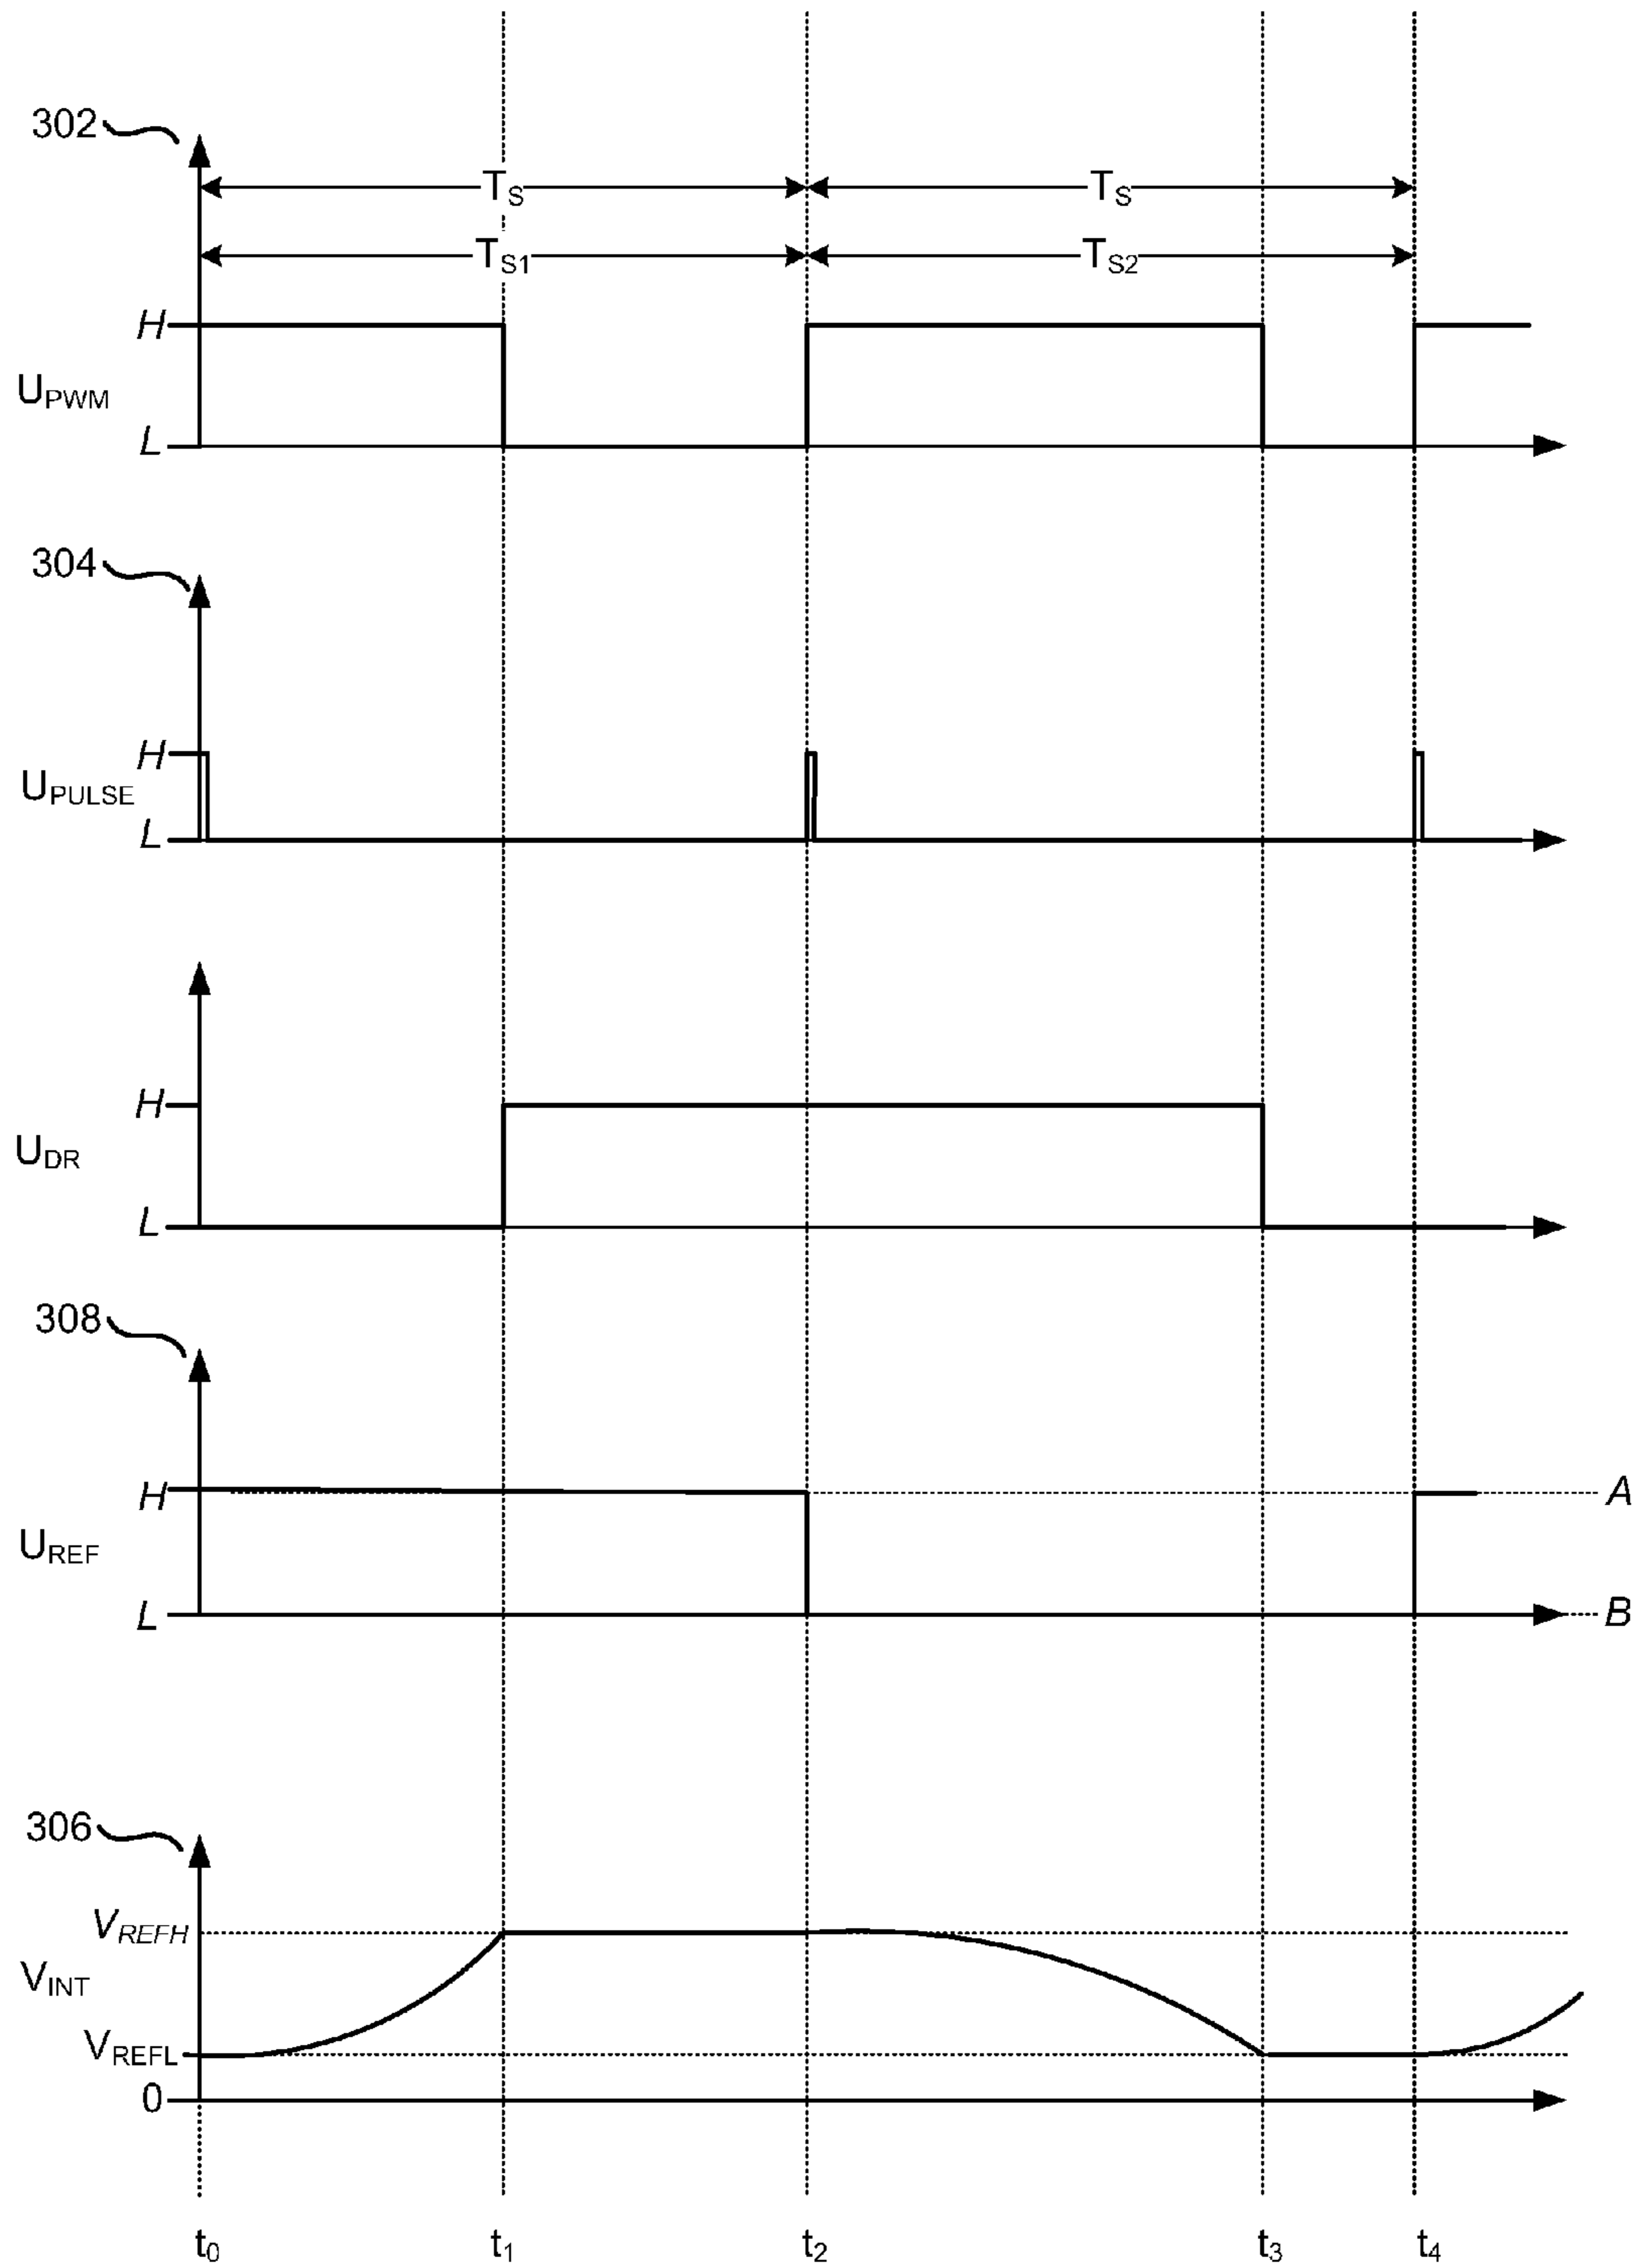 302
T_S T_S
T_S1 T_S2
H
U_PWM
L
304
H
U_PULSE
L
H
U_DR
L
308
H A
U_REF
L B
306
V_REFH
V_INT
V_REFL
0
t_0 t_1 t_2 t_3 t_4